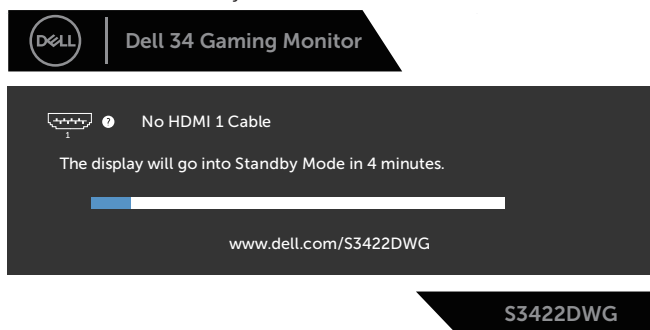 DELL
Dell 34 Gaming Monitor
? No HDMI 1 Cable
1
The display will go into Standby Mode in 4 minutes.
www.dell.com/S3422DWG
S3422DWG